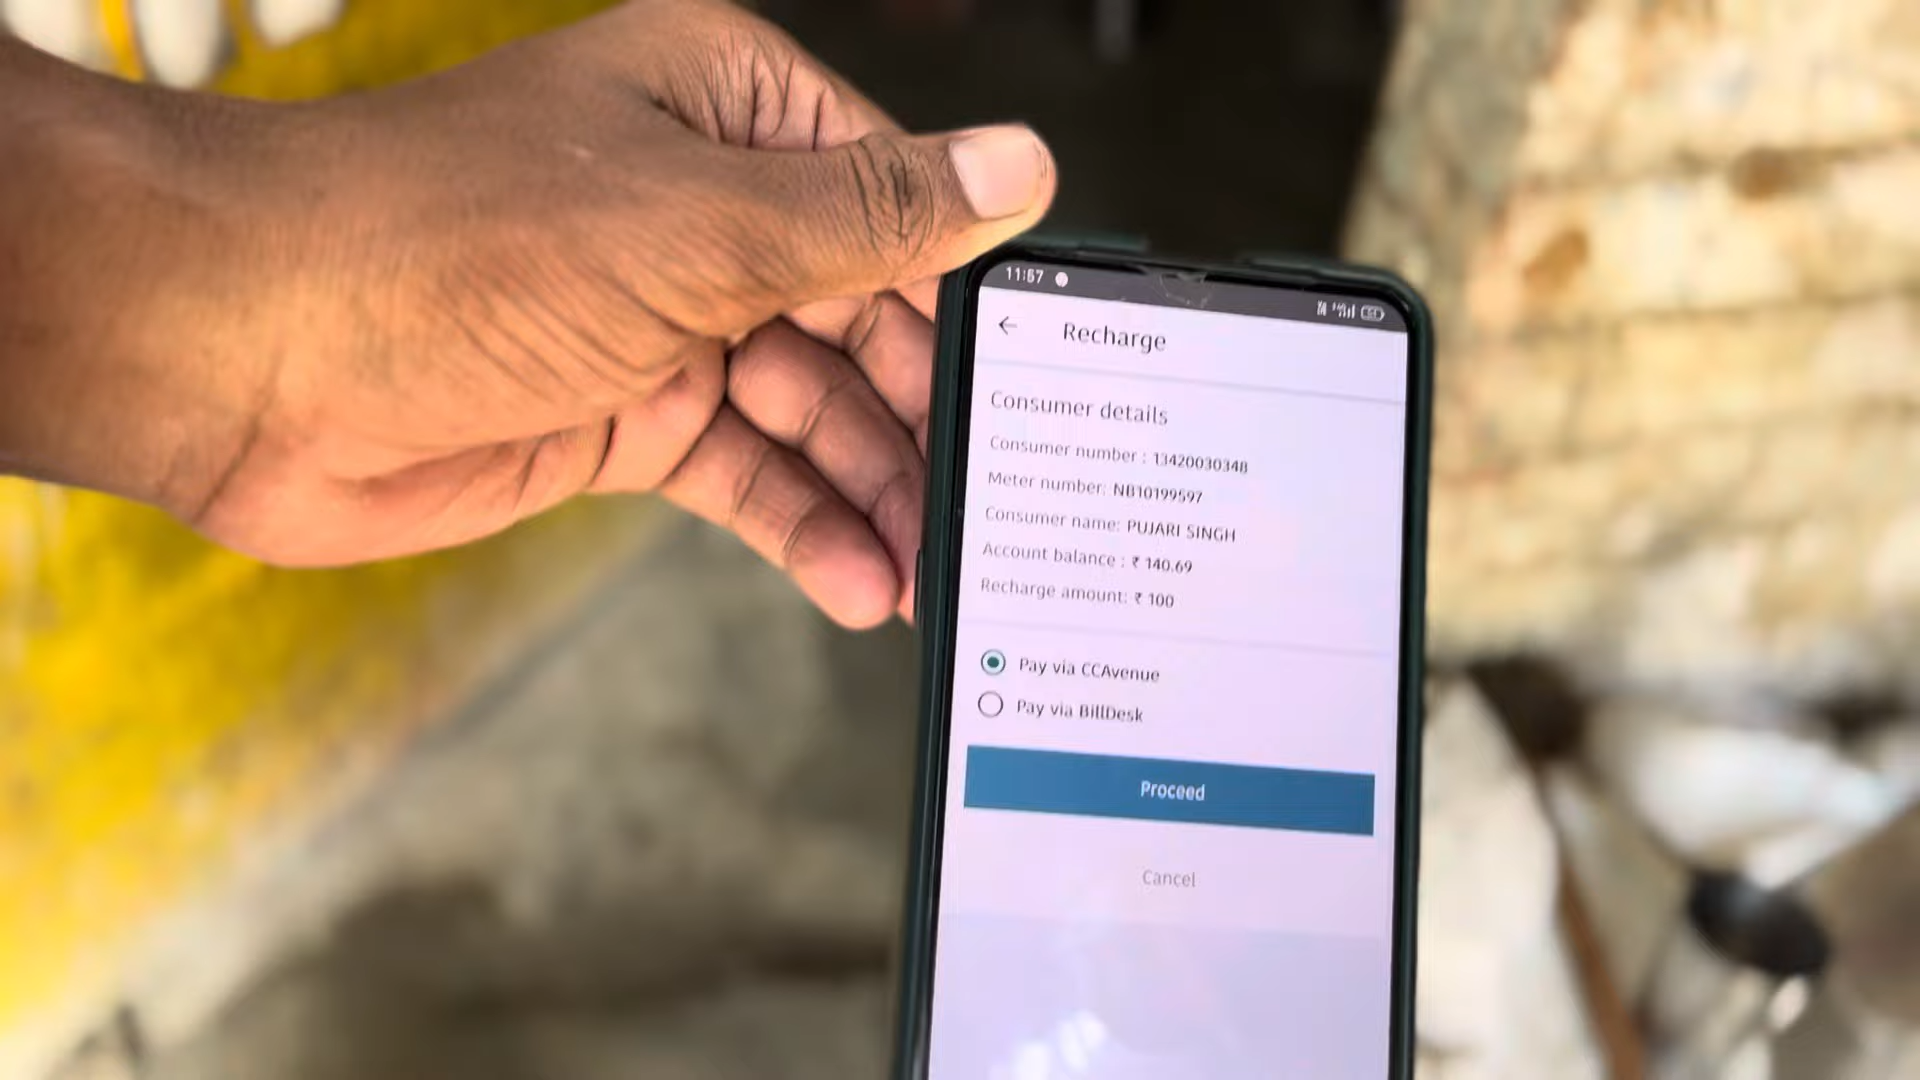 11:57
Recharge
Consumer details
Consumer number : 13420030348
Meter number: NB10199597
Consumer name: PUJARI SINGH
Account balance : ₹ 140.69
Recharge amount: ₹ 100
Pay via CCAvenue
Pay via BillDesk
Proceed
Cancel